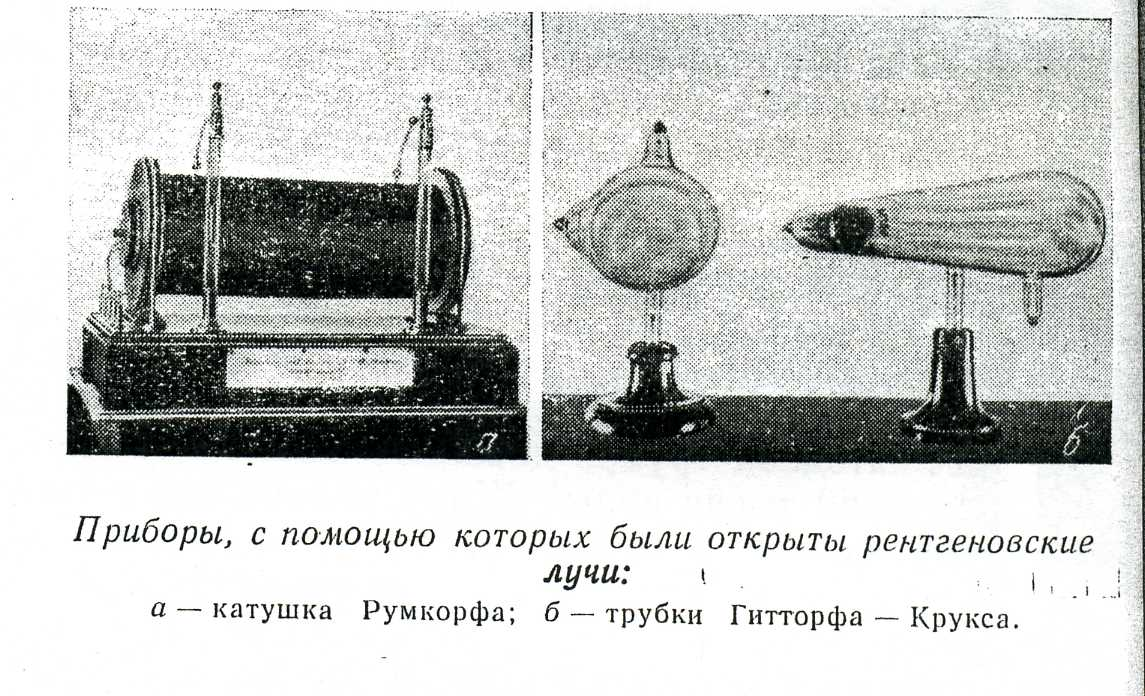 а б
Приборы, с помощью которых были открыты рентгеновские
лучи:
а — катушка Румкорфа; б — трубки Гитторфа — Крукса.